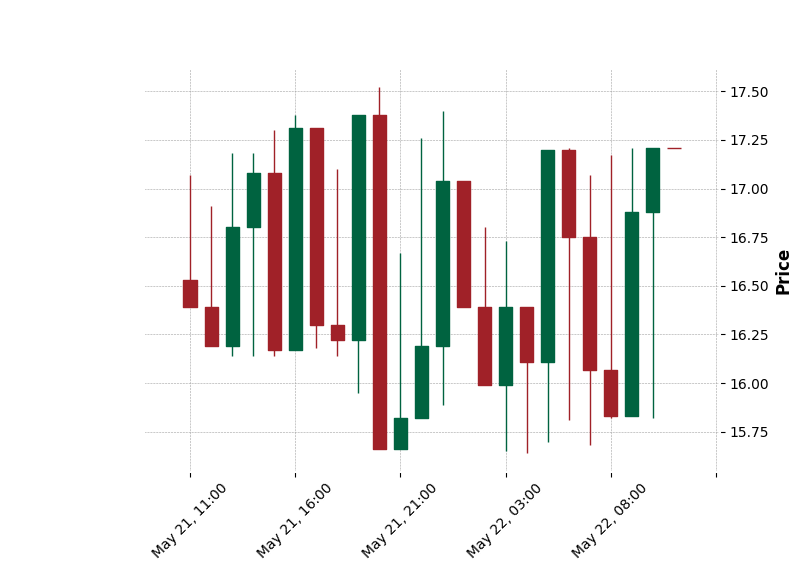 17.50
17.25
17.00
16.75
16.50
16.25
16.00
15.75
Price
May 21, 11:00
May 21, 16:00
May 21, 21:00
May 22, 03:00
May 22, 08:00